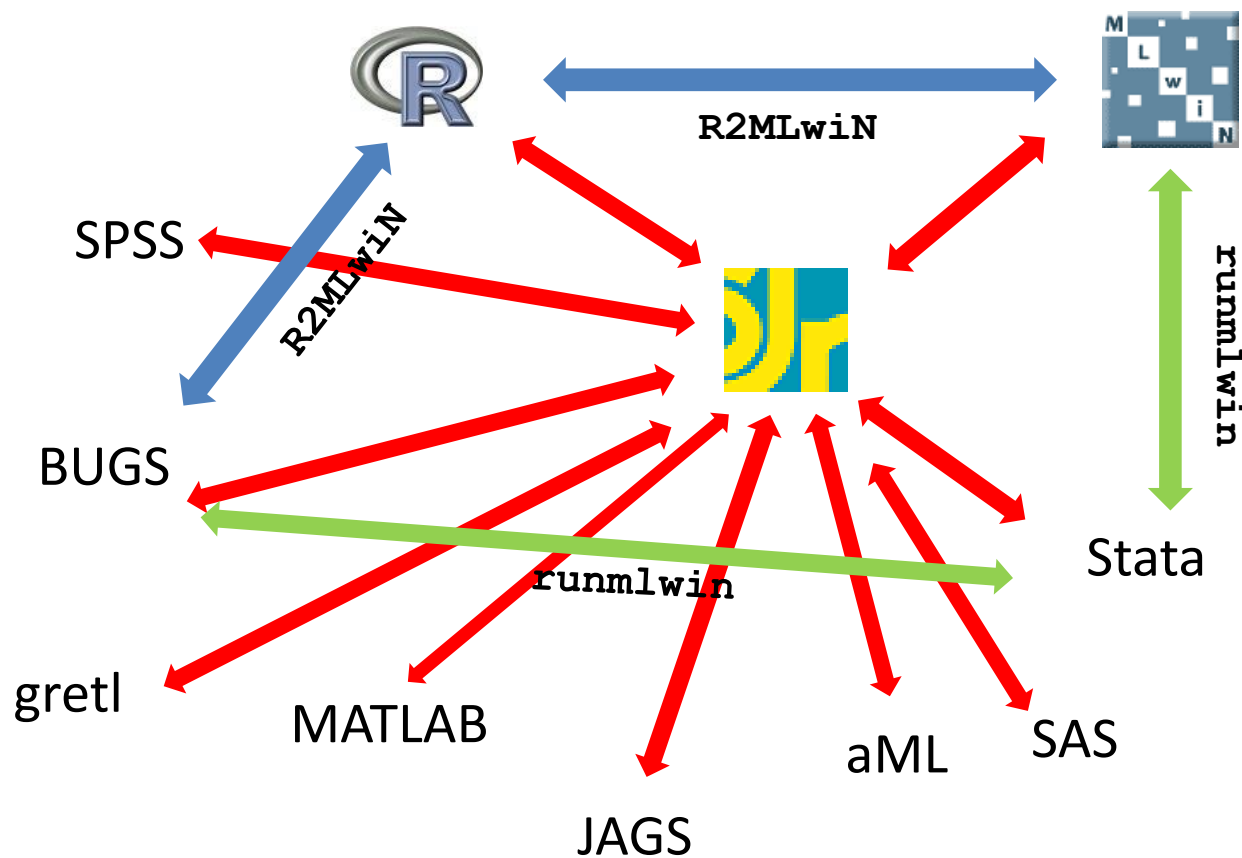 R
M
L
w
i
N
R2MLwiN
SPSS
R2MLwiN
runmlwin
BUGS
runmlwin
Stata
gretl
MATLAB
aML
SAS
JAGS